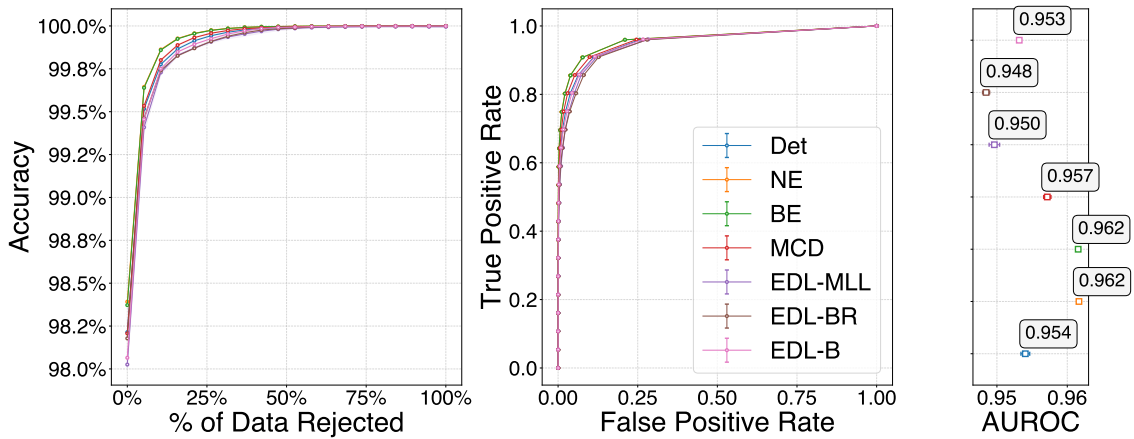 100.0%
99.8%
99.5%
99.2%
99.0%
98.8%
98.5%
98.2%
98.0%
Accuracy
0% 25% 50% 75% 100%
% of Data Rejected
1.0
0.8
0.6
0.4
0.2
0.0
True Positive Rate
Det
NE
BE
MCD
EDL-MLL
EDL-BR
EDL-B
0.00 0.25 0.50 0.75 1.00
False Positive Rate
0.953
0.948
0.950
0.957
0.962
0.962
0.954
0.95 0.96
AUROC